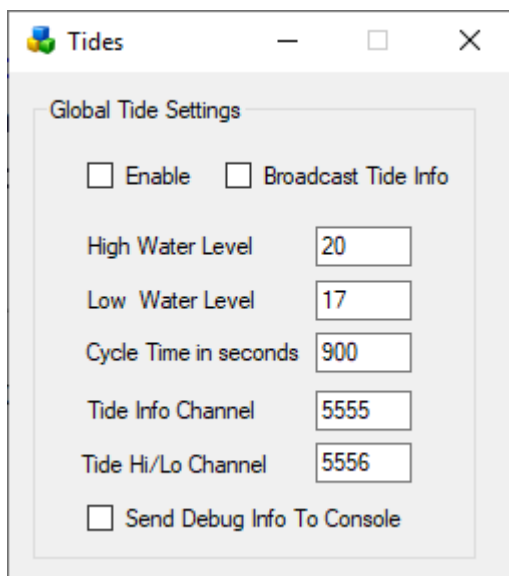 Tides
Global Tide Settings
Enable Broadcast Tide Info
High Water Level 20
Low Water Level 17
Cycle Time in seconds 900
Tide Info Channel 5555
Tide Hi/Lo Channel 5556
Send Debug Info To Console